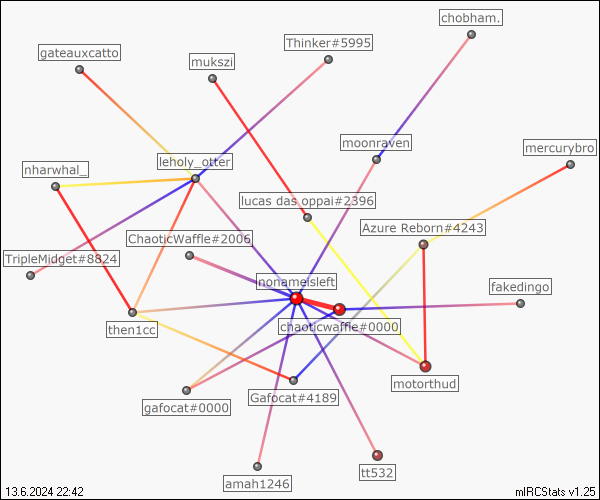 chobham.
Thinker#5995
gateauxcatto
mukszi
moonraven
mercurybro
leholy_otter
nharwhal_
lucas das oppai#2396
Azure Reborn#4243
ChaoticWaffle#2006
TripleMidget#8824
nonameisleft
fakedingo
then1cc
chaoticwaffle#0000
motorthud
Gafocat#4189
gafocat#0000
tt532
amah1246
13.6.2024 22:42
mIRCStats v1.25